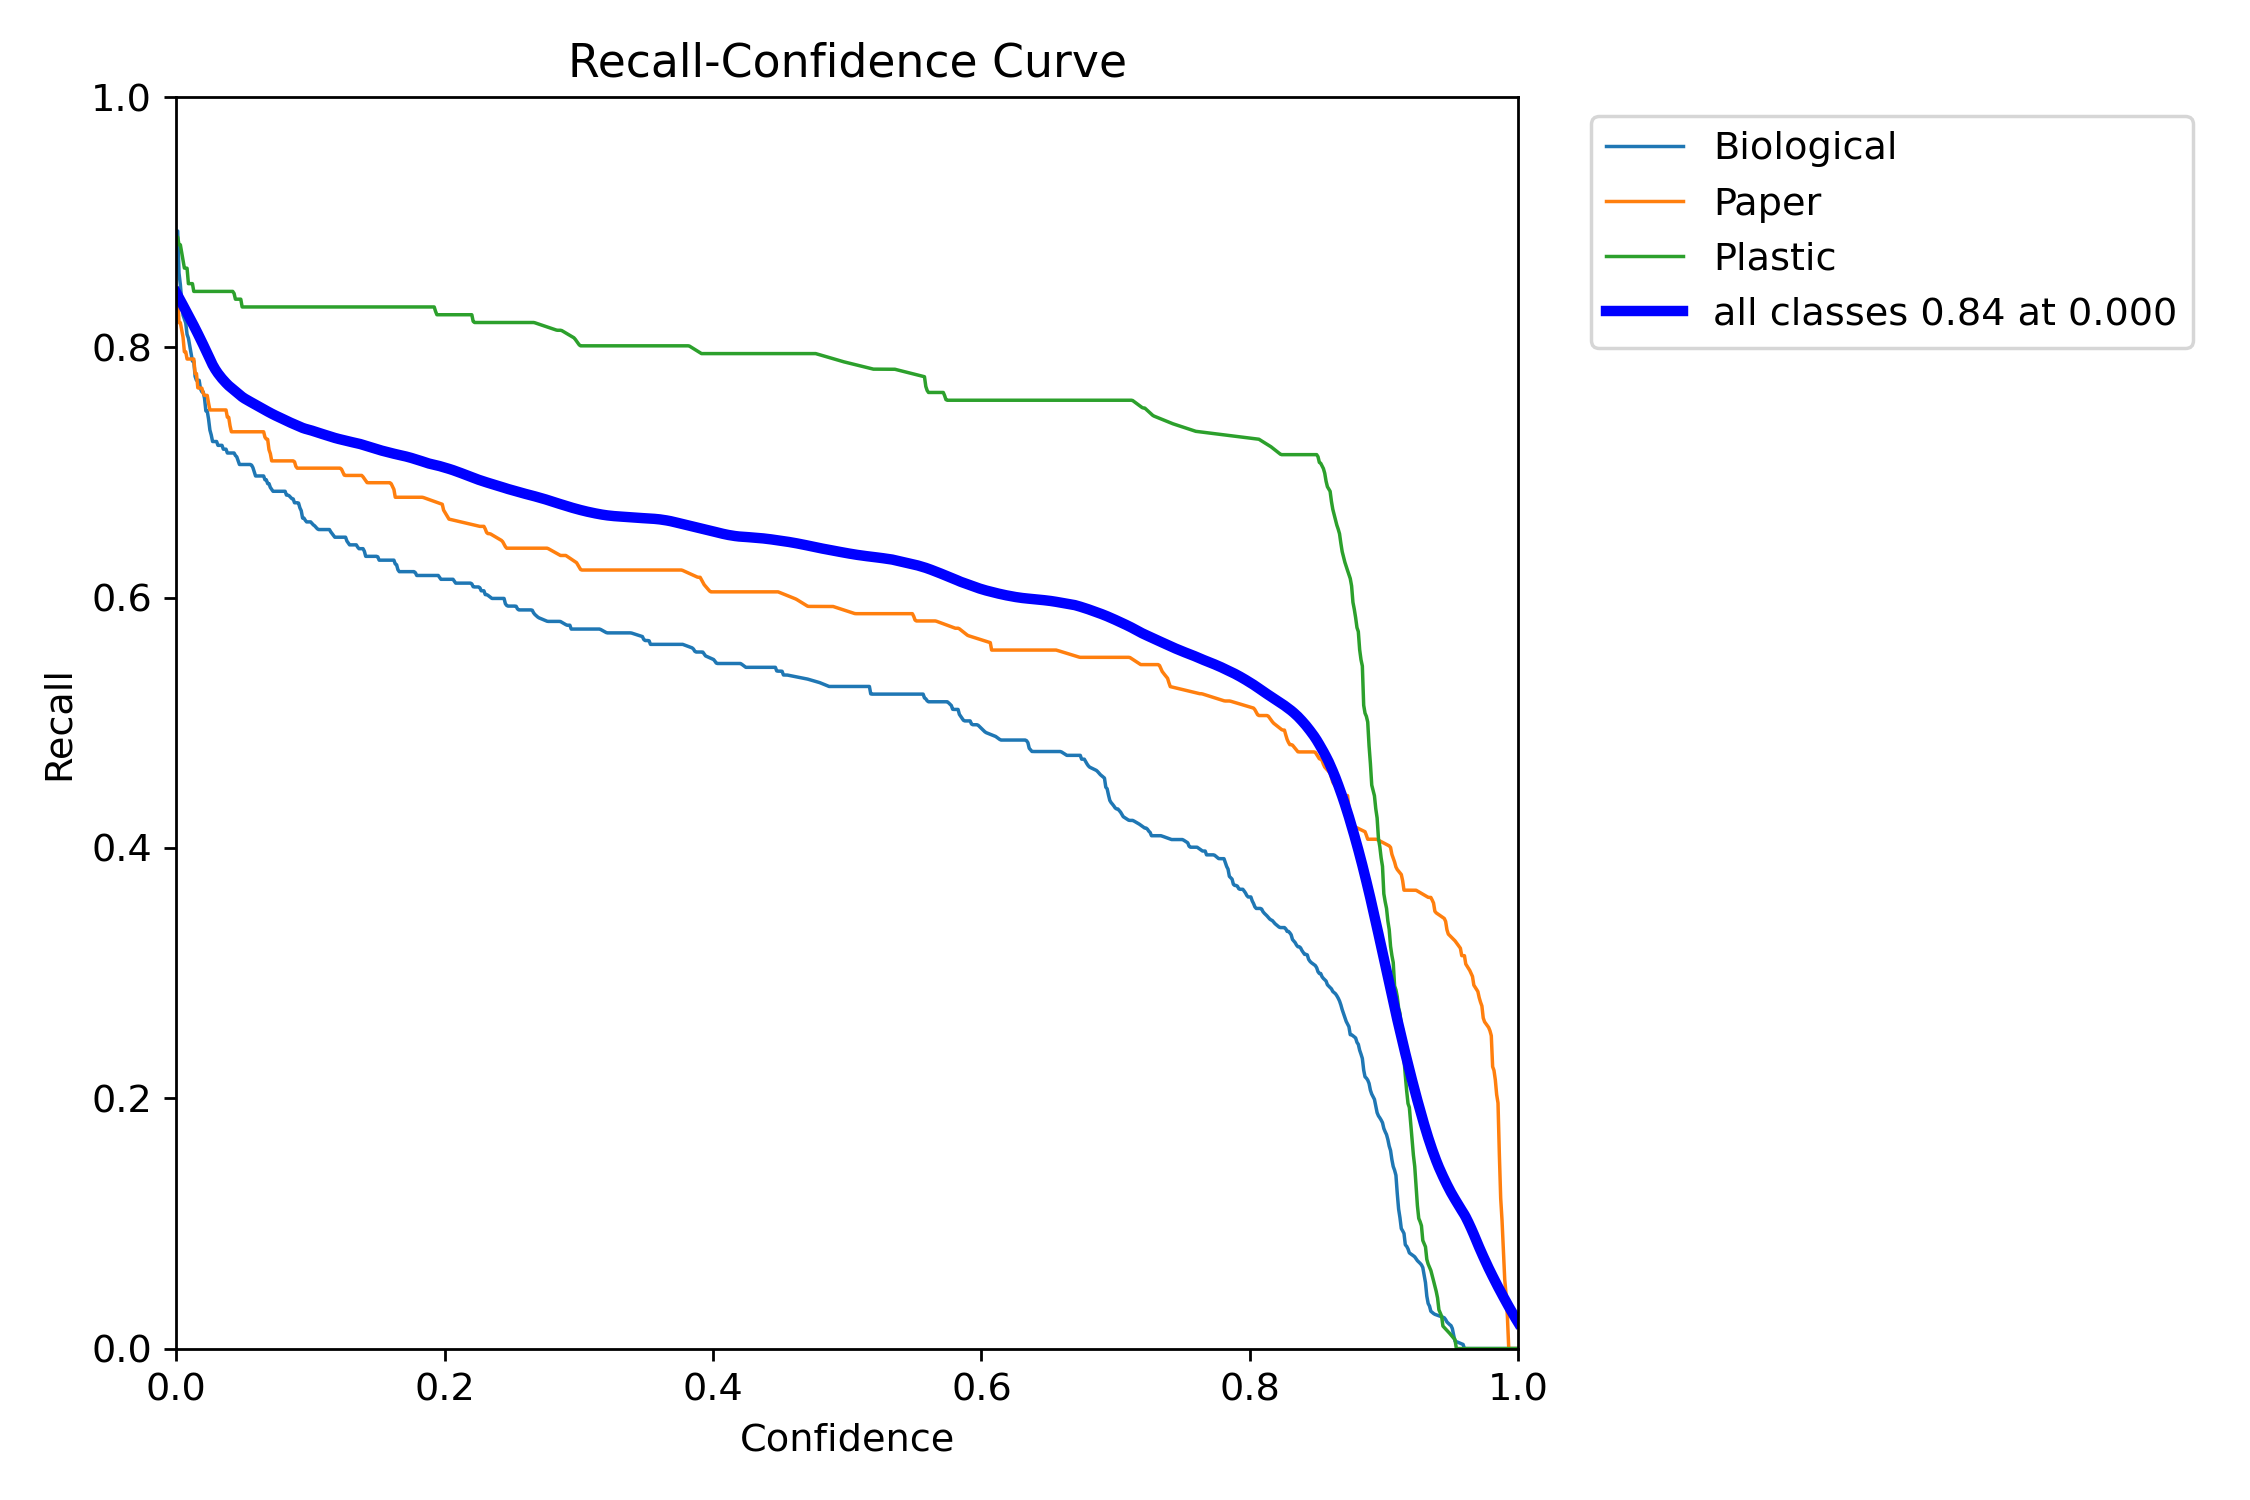 Recall-Confidence Curve
1.0
0.8
0.6
0.4
0.2
0.0
Recall
0.0 0.2 0.4 0.6 0.8 1.0
Confidence
Biological
Paper
Plastic
all classes 0.84 at 0.000